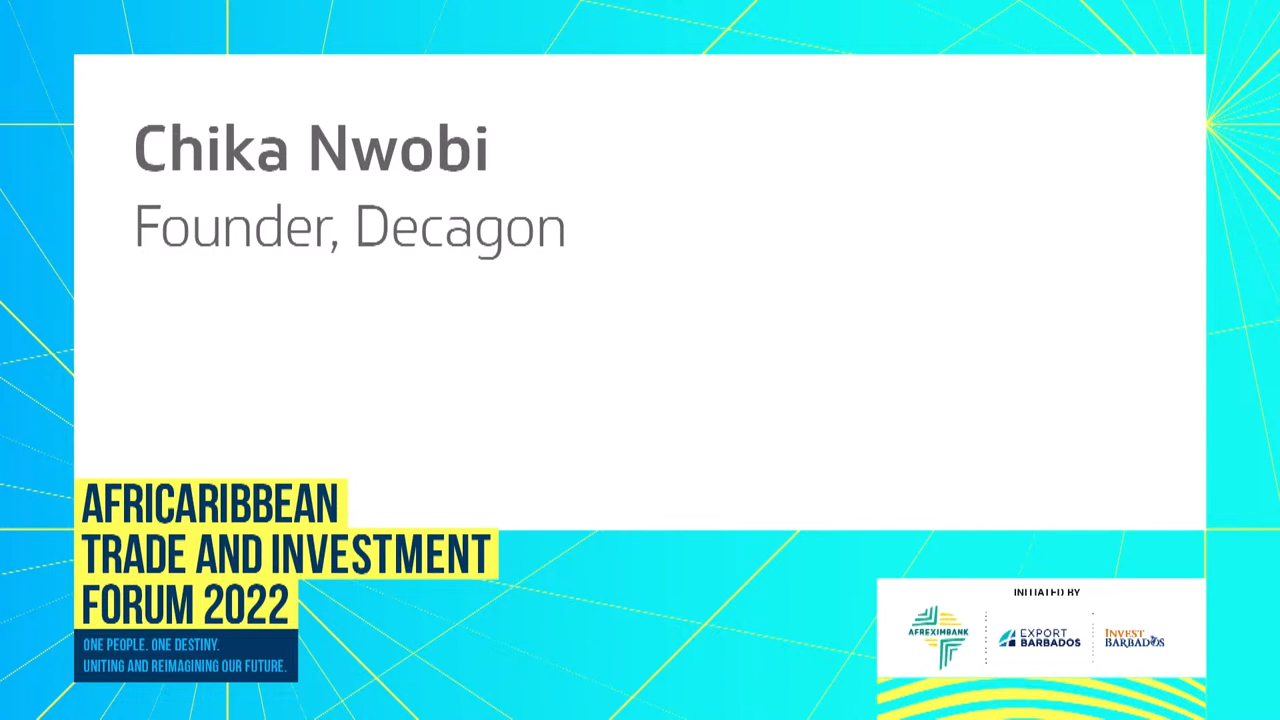 Chika Nwobi
Founder, Decagon
AFRICARIBBEAN
TRADE AND INVESTMENT
FORUM 2022
ONE PEOPLE. ONE DESTINY.
UNITING AND REIMAGINING OUR FUTURE.
INITIATED BY
AFREXIMBANK
EXPORT
BARBADOS
INVEST
BARBADOS